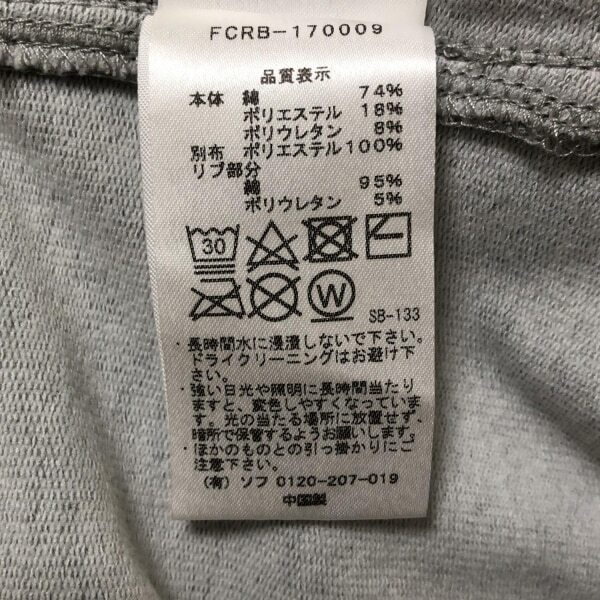 FCRB-170009
品質表示
本体 綿 74%
ポリエステル 18%
ポリウレタン 8%
別布 ポリエステル100%
リブ部分
綿 95%
ポリウレタン 5%
30
W
SB-133
・長時間水に浸漬しないで下さい。
ドライクリーニングはお避け下
さい。
・強い日光や照明に長時間当たり
ますと、変色しやすくなっていま
す。光の当たる場所に放置せず、
暗所で保管するようお願いします。
・ほかのものとの引っ掛かりにご
注意下さい。
(有) ソフ 0120-207-019
中国製